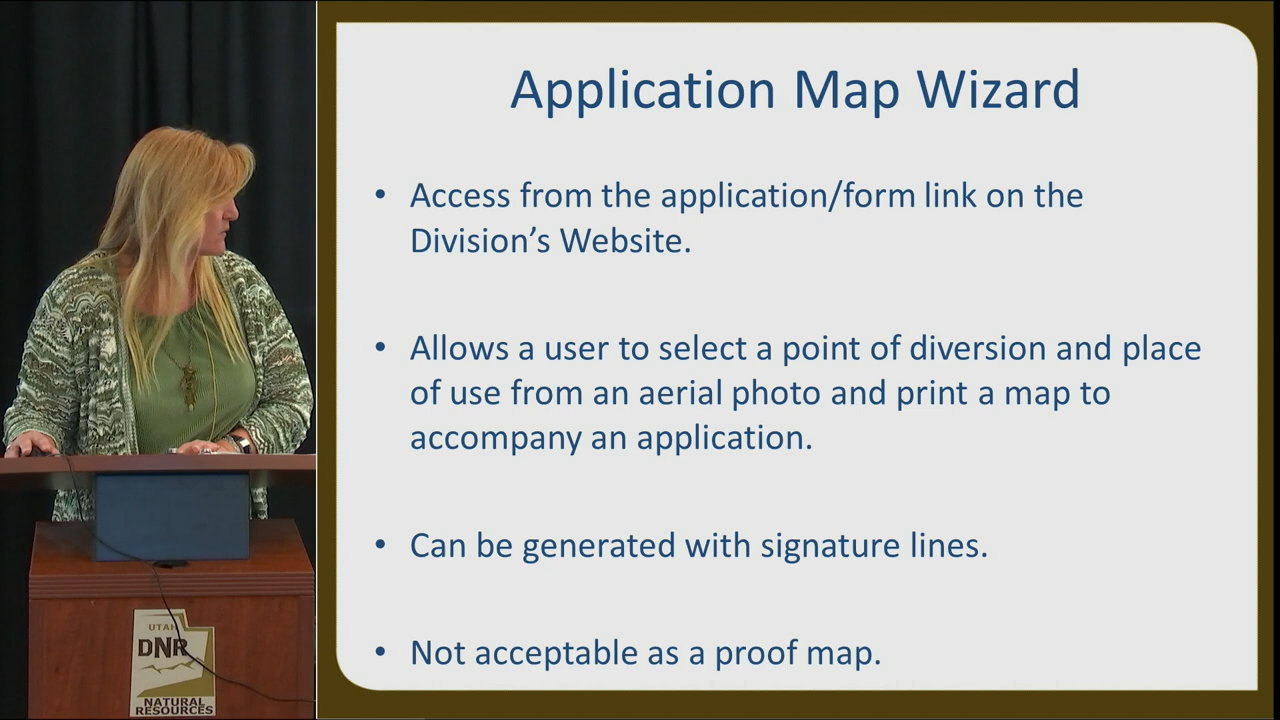 Application Map Wizard
• Access from the application/form link on the
Division’s Website.
• Allows a user to select a point of diversion and place
of use from an aerial photo and print a map to
accompany an application.
• Can be generated with signature lines.
• Not acceptable as a proof map.
UTAH
DNR
NATURAL
RESOURCES